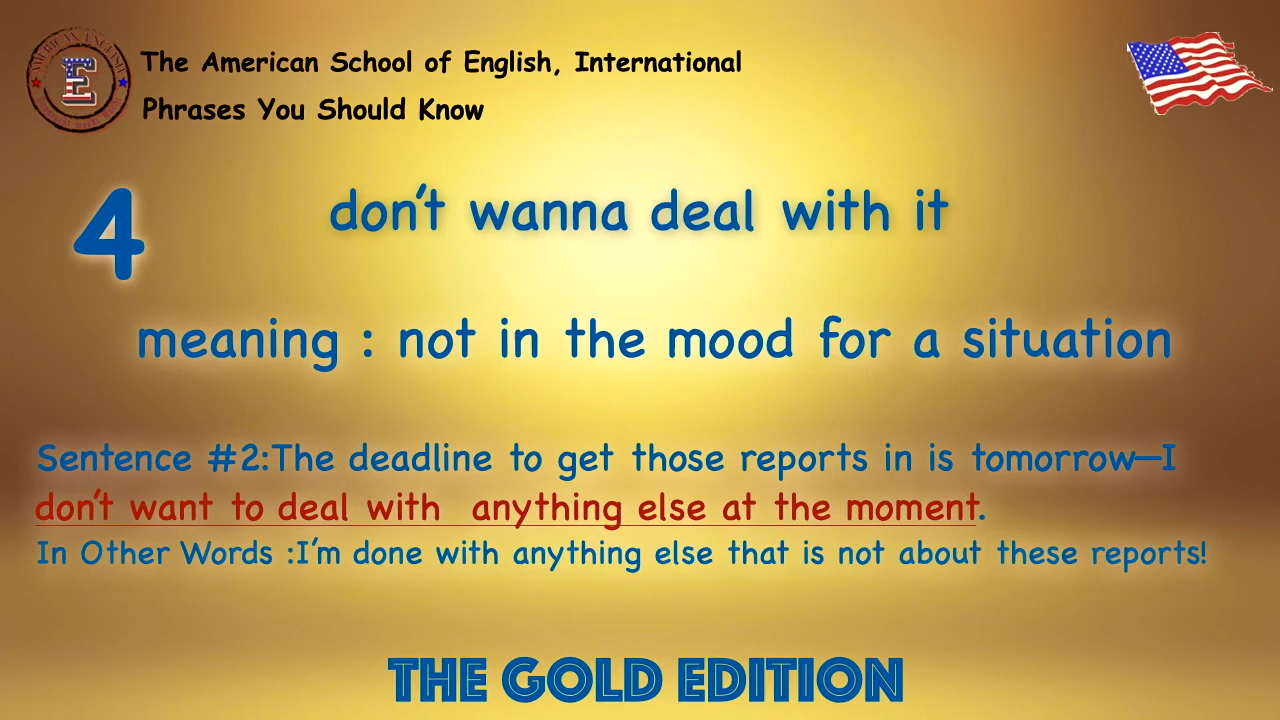 The American School of English, International
Phrases You Should Know
4
don't wanna deal with it
meaning : not in the mood for a situation
Sentence #2:The deadline to get those reports in is tomorrow—I
don't want to deal with  anything else at the moment.
In Other Words :I'm done with anything else that is not about these reports!
THE GOLD EDITION
AMERICAN ENGLISH
E